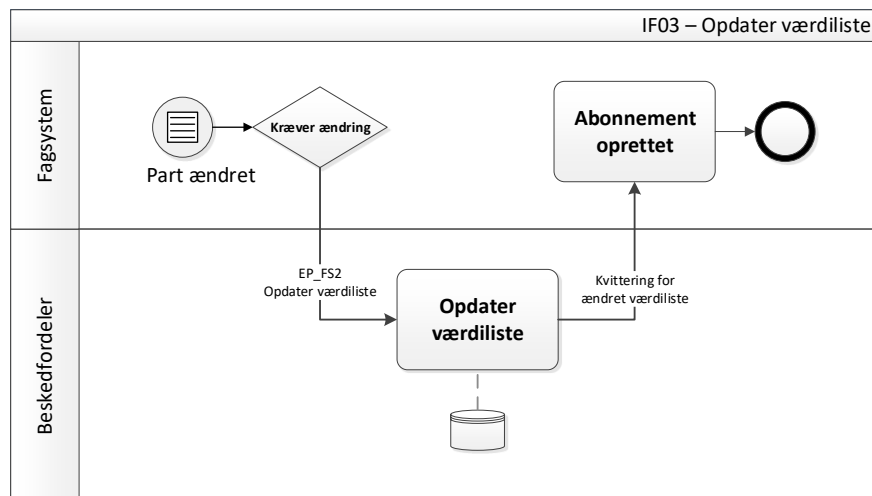 IF03 – Opdater værdiliste
Fagsystem
Kræver ændring
Part ændret
Abonnement
oprettet
Beskedfordeler
EP_FS2
Opdater værdiliste
Opdater
værdiliste
Kvittering for
ændret værdiliste